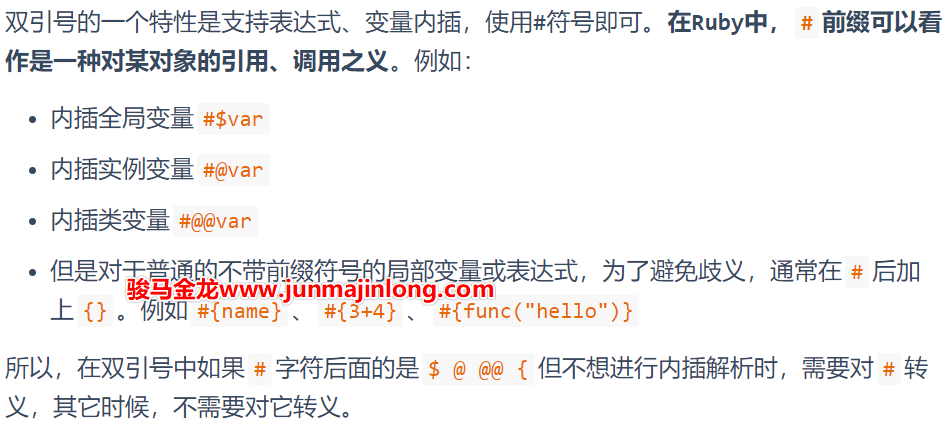 双引号的一个特性是支持表达式、变量内插，使用#符号即可。在Ruby中，#前缀可以看
作是一种对某对象的引用、调用之义。例如：
• 内插全局变量 #$var
• 内插实例变量 #@var
• 内插类变量 #@@var
• 但是对于普通的不带前缀符号的局部变量或表达式，为了避免歧义，通常在 # 后加
骏马金龙www.junmajinlong.com
上 {} 。例如 #{name} 、 #{3+4} 、 #{func("hello")}
所以，在双引号中如果 # 字符后面的是 $ @ @@ { 但不想进行内插解析时，需要对 # 转
义，其它时候，不需要对它转义。